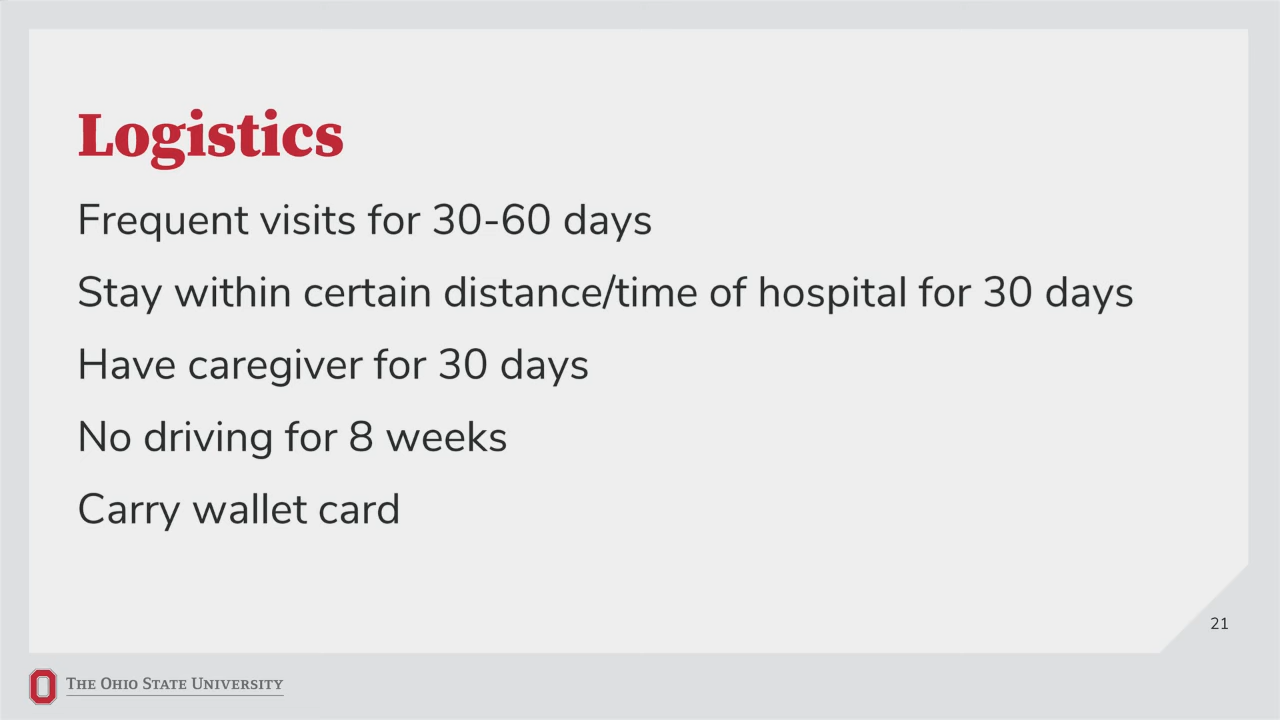 Logistics
Frequent visits for 30-60 days
Stay within certain distance/time of hospital for 30 days
Have caregiver for 30 days
No driving for 8 weeks
Carry wallet card
21
The Ohio State University